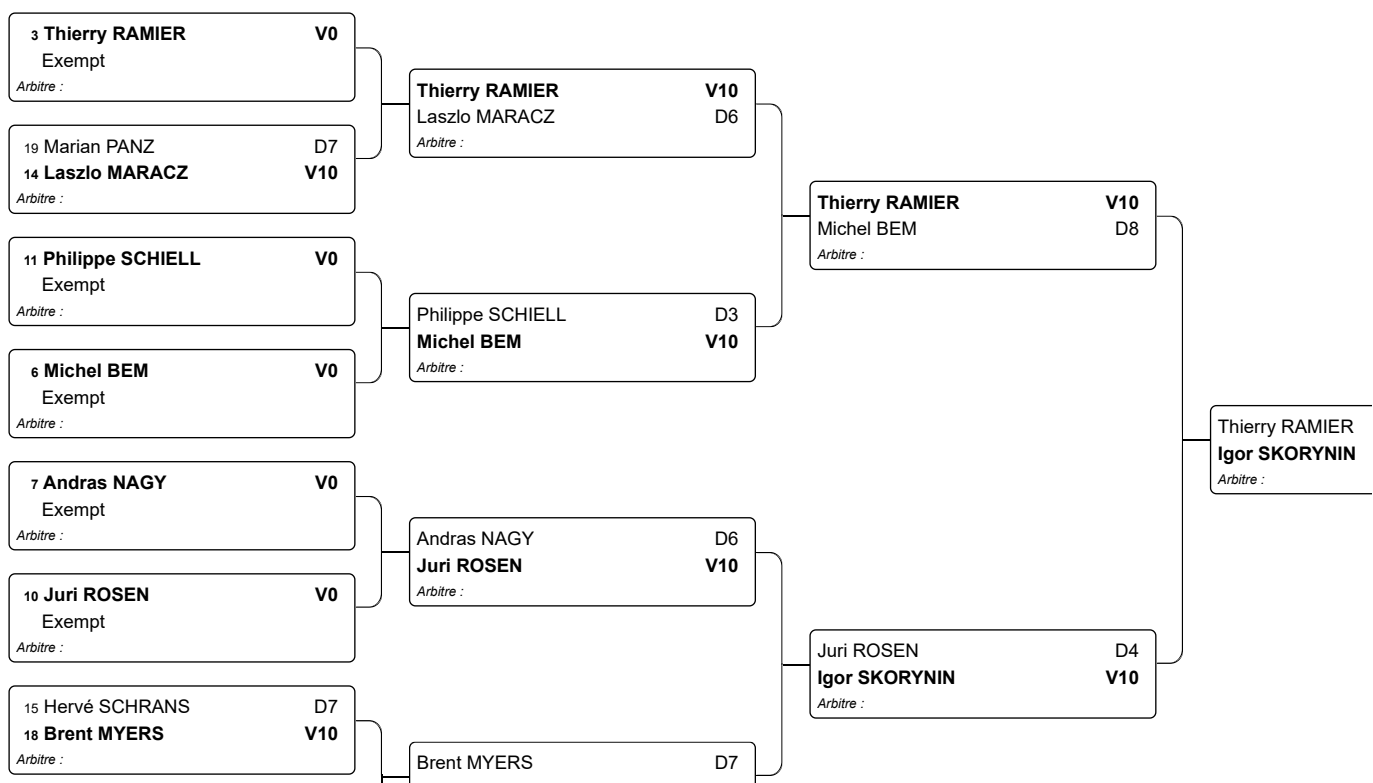 3 Thierry RAMIER V0
Exempt
Arbitre :
19 Marian PANZ D7
14 Laszlo MARACZ V10
Arbitre :
11 Philippe SCHIELL V0
Exempt
Arbitre :
6 Michel BEM V0
Exempt
Arbitre :
7 Andras NAGY V0
Exempt
Arbitre :
10 Juri ROSEN V0
Exempt
Arbitre :
15 Hervé SCHRANS D7
18 Brent MYERS V10
Arbitre :
Thierry RAMIER V10
Laszlo MARACZ D6
Arbitre :
Philippe SCHIELL D3
Michel BEM V10
Arbitre :
Andras NAGY D6
Juri ROSEN V10
Arbitre :
Brent MYERS D7
Thierry RAMIER V10
Michel BEM D8
Arbitre :
Juri ROSEN D4
Igor SKORYNIN V10
Arbitre :
Thierry RAMIER
Igor SKORYNIN
Arbitre :